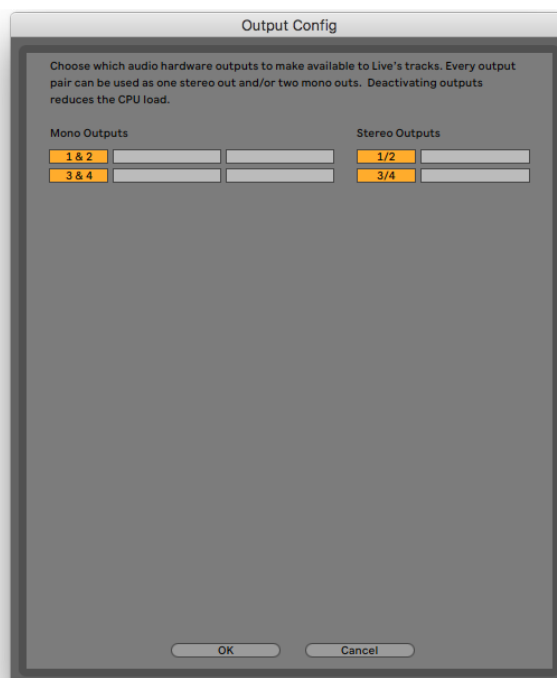 Output Config
Choose which audio hardware outputs to make available to Live's tracks. Every output
pair can be used as one stereo out and/or two mono outs.  Deactivating outputs
reduces the CPU load.
Mono Outputs
Stereo Outputs
1 & 2
1/2
3 & 4
3/4
OK
Cancel